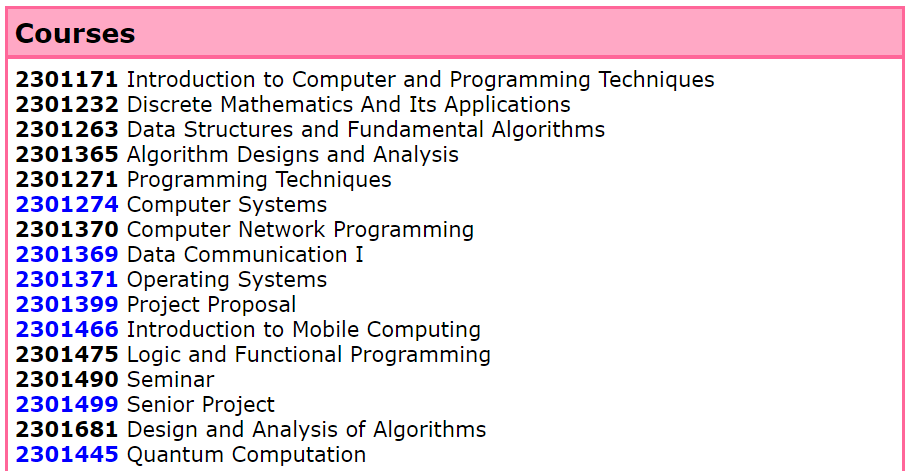 Courses
2301171 Introduction to Computer and Programming Techniques
2301232 Discrete Mathematics And Its Applications
2301263 Data Structures and Fundamental Algorithms
2301365 Algorithm Designs and Analysis
2301271 Programming Techniques
2301274 Computer Systems
2301370 Computer Network Programming
2301369 Data Communication I
2301371 Operating Systems
2301399 Project Proposal
2301466 Introduction to Mobile Computing
2301475 Logic and Functional Programming
2301490 Seminar
2301499 Senior Project
2301681 Design and Analysis of Algorithms
2301445 Quantum Computation